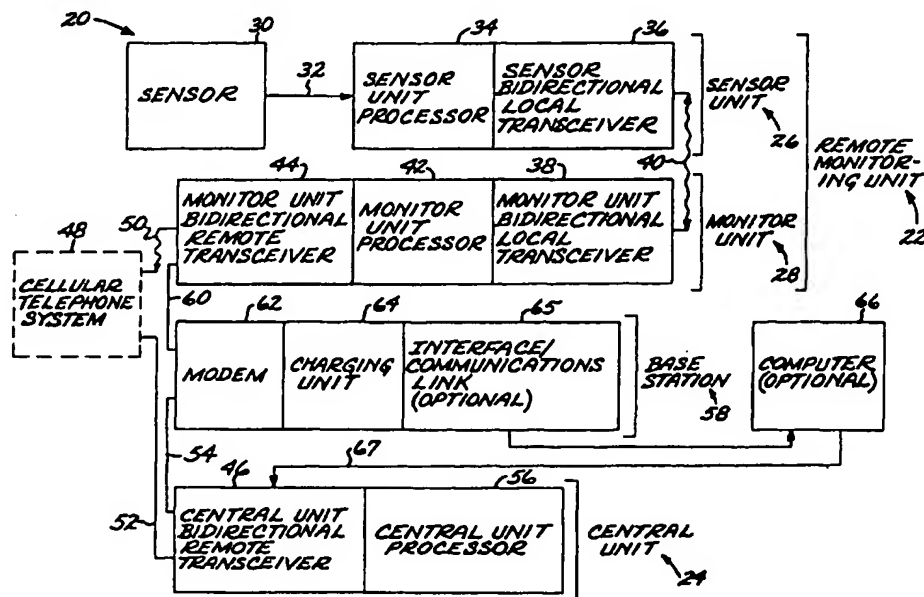 20
30
SENSOR
32
34
SENSOR
UNIT
PROCESSOR
36
SENSOR
BIDIRECTIONAL
LOCAL
TRANSCEIVER
SENSOR
UNIT
26
40
REMOTE
MONITOR-
ING UNIT
22
44
MONITOR UNIT
BIDIRECTIONAL
REMOTE
TRANSCEIVER
42
MONITOR
UNIT
PROCESSOR
38
MONITOR UNIT
BIDIRECTIONAL
LOCAL
TRANSCEIVER
MONITOR
UNIT
28
48
CELLULAR
TELEPHONE
SYSTEM
50
60
62
MODEM
64
CHARGING
UNIT
65
INTERFACE/
COMMUNICATIONS
LINK
(OPTIONAL)
BASE
STATION
58
66
COMPUTER
(OPTIONAL)
54
67
52
46
CENTRAL UNIT
BIDIRECTIONAL
REMOTE
TRANSCEIVER
56
CENTRAL UNIT
PROCESSOR
CENTRAL
UNIT
24